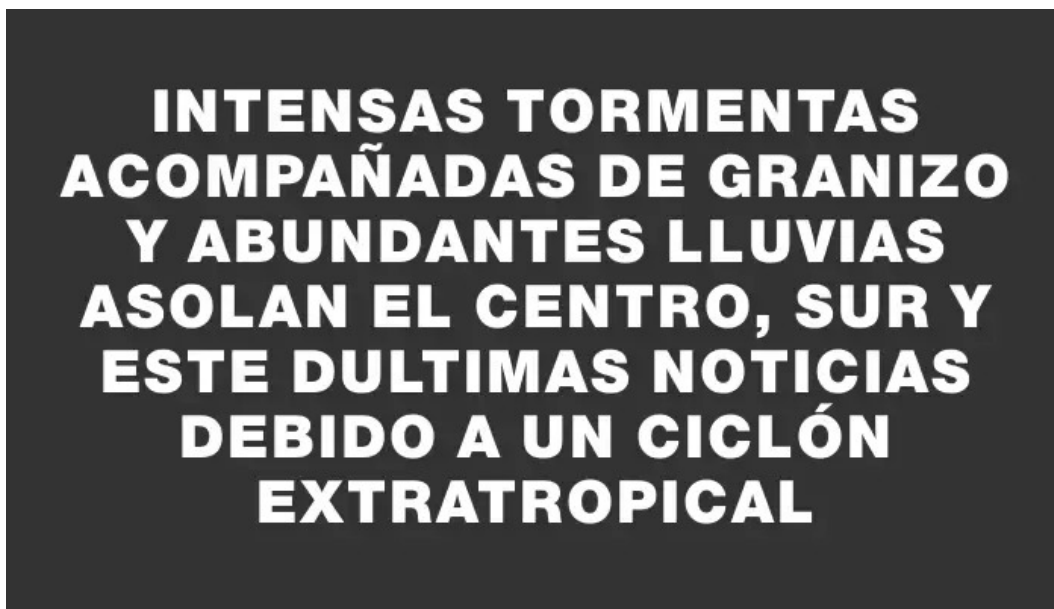 INTENSAS TORMENTAS
ACOMPAÑADAS DE GRANIZO
Y ABUNDANTES LLUVIAS
ASOLAN EL CENTRO, SUR Y
ESTE DULTIMAS NOTICIAS
DEBIDO A UN CICLÓN
EXTRATROPICAL